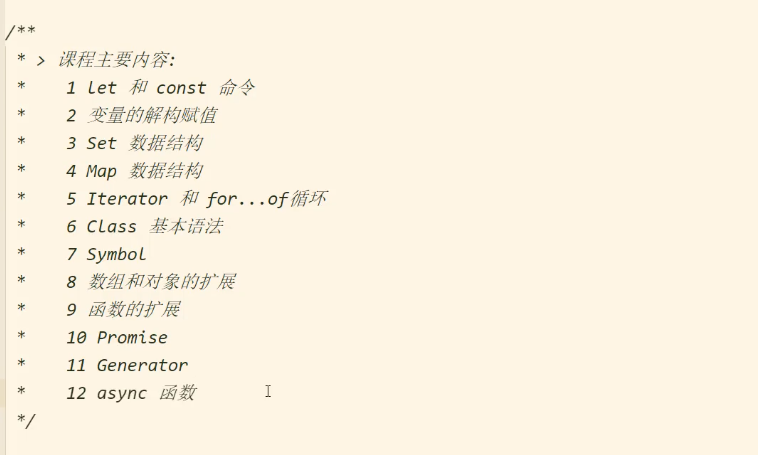 /**
 * > 课程主要内容:
 *    1 let 和 const 命令
 *    2 变量的解构赋值
 *    3 Set 数据结构
 *    4 Map 数据结构
 *    5 Iterator 和 for...of循环
 *    6 Class 基本语法
 *    7 Symbol
 *    8 数组和对象的扩展
 *    9 函数的扩展
 *    10 Promise
 *    11 Generator
 *    12 async 函数
 */